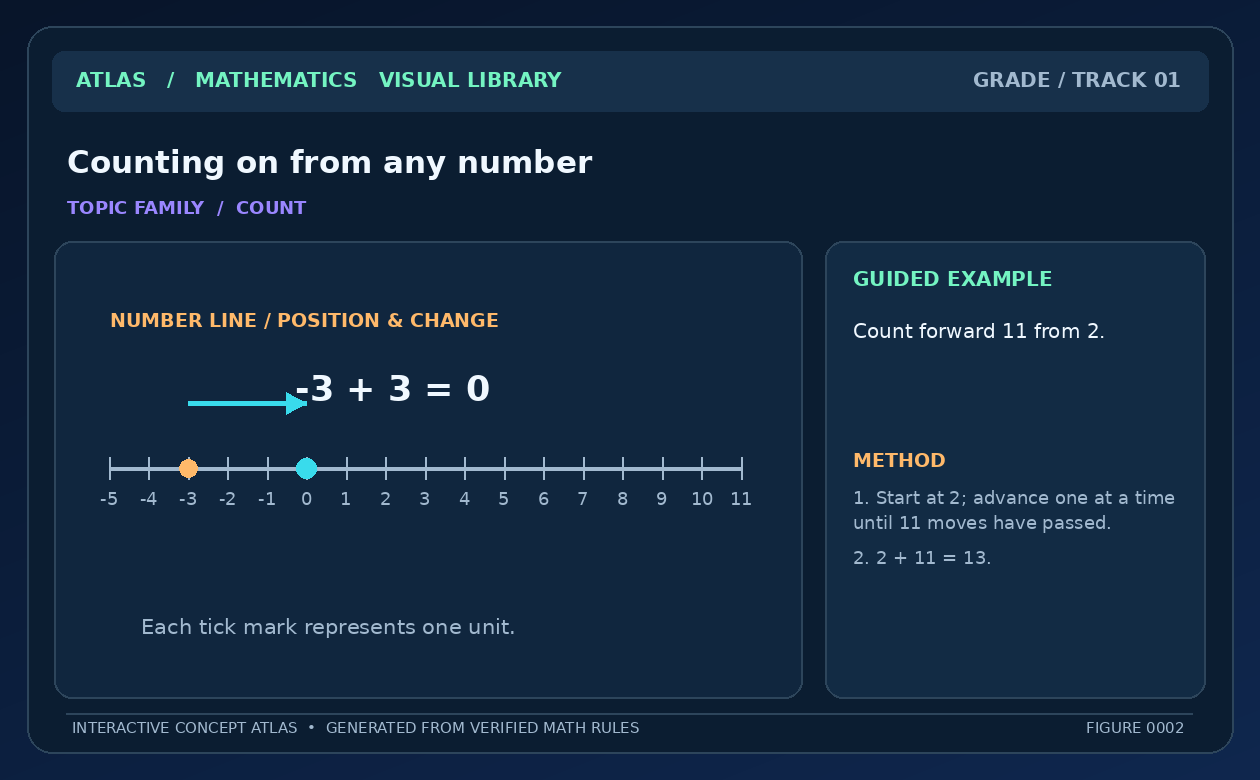 ATLAS / MATHEMATICS VISUAL LIBRARY
GRADE / TRACK 01
Counting on from any number
TOPIC FAMILY / COUNT
NUMBER LINE / POSITION & CHANGE
-3 + 3 = 0
-5 -4 -3 -2 -1 0 1 2 3 4 5 6 7 8 9 10 11
Each tick mark represents one unit.
GUIDED EXAMPLE
Count forward 11 from 2.
METHOD
1. Start at 2; advance one at a time
until 11 moves have passed.
2. 2 + 11 = 13.
INTERACTIVE CONCEPT ATLAS • GENERATED FROM VERIFIED MATH RULES
FIGURE 0002